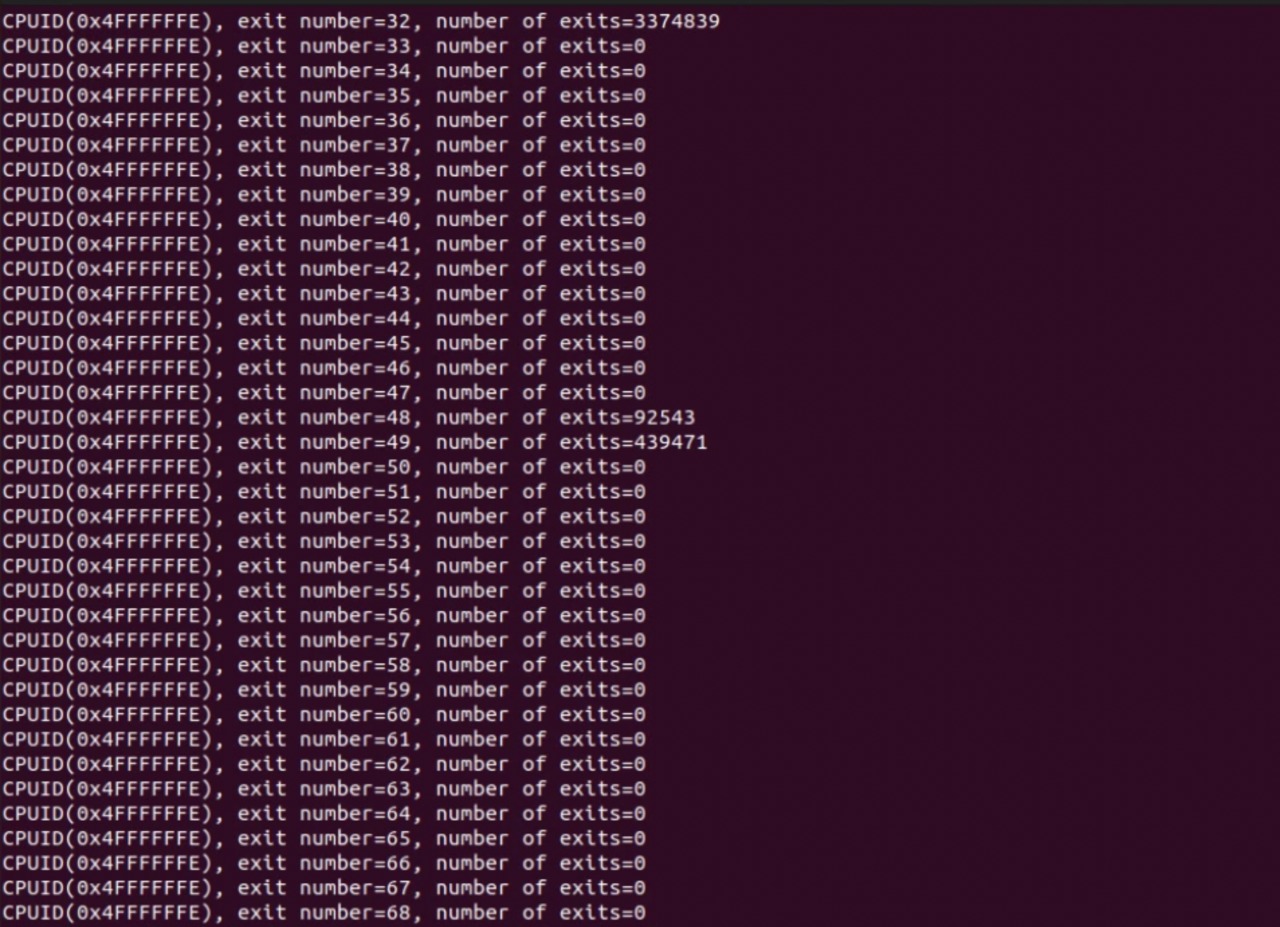 CPUID(0x4FFFFFFE), exit number=32, number of exits=3374839
CPUID(0x4FFFFFFE), exit number=33, number of exits=0
CPUID(0x4FFFFFFE), exit number=34, number of exits=0
CPUID(0x4FFFFFFE), exit number=35, number of exits=0
CPUID(0x4FFFFFFE), exit number=36, number of exits=0
CPUID(0x4FFFFFFE), exit number=37, number of exits=0
CPUID(0x4FFFFFFE), exit number=38, number of exits=0
CPUID(0x4FFFFFFE), exit number=39, number of exits=0
CPUID(0x4FFFFFFE), exit number=40, number of exits=0
CPUID(0x4FFFFFFE), exit number=41, number of exits=0
CPUID(0x4FFFFFFE), exit number=42, number of exits=0
CPUID(0x4FFFFFFE), exit number=43, number of exits=0
CPUID(0x4FFFFFFE), exit number=44, number of exits=0
CPUID(0x4FFFFFFE), exit number=45, number of exits=0
CPUID(0x4FFFFFFE), exit number=46, number of exits=0
CPUID(0x4FFFFFFE), exit number=47, number of exits=0
CPUID(0x4FFFFFFE), exit number=48, number of exits=92543
CPUID(0x4FFFFFFE), exit number=49, number of exits=439471
CPUID(0x4FFFFFFE), exit number=50, number of exits=0
CPUID(0x4FFFFFFE), exit number=51, number of exits=0
CPUID(0x4FFFFFFE), exit number=52, number of exits=0
CPUID(0x4FFFFFFE), exit number=53, number of exits=0
CPUID(0x4FFFFFFE), exit number=54, number of exits=0
CPUID(0x4FFFFFFE), exit number=55, number of exits=0
CPUID(0x4FFFFFFE), exit number=56, number of exits=0
CPUID(0x4FFFFFFE), exit number=57, number of exits=0
CPUID(0x4FFFFFFE), exit number=58, number of exits=0
CPUID(0x4FFFFFFE), exit number=59, number of exits=0
CPUID(0x4FFFFFFE), exit number=60, number of exits=0
CPUID(0x4FFFFFFE), exit number=61, number of exits=0
CPUID(0x4FFFFFFE), exit number=62, number of exits=0
CPUID(0x4FFFFFFE), exit number=63, number of exits=0
CPUID(0x4FFFFFFE), exit number=64, number of exits=0
CPUID(0x4FFFFFFE), exit number=65, number of exits=0
CPUID(0x4FFFFFFE), exit number=66, number of exits=0
CPUID(0x4FFFFFFE), exit number=67, number of exits=0
CPUID(0x4FFFFFFE), exit number=68, number of exits=0